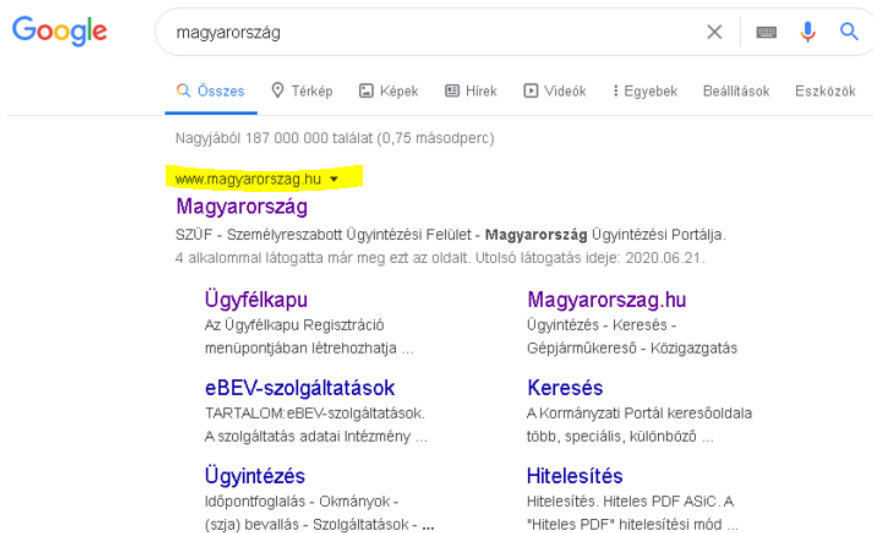 Google
magyarország
Összes Térkép Képek Hírek Videók Egyebek Beállítások Eszközök
Nagyjából 187 000 000 találat (0,75 másodperc)
www.magyarorszag.hu
Magyarország
SZÜF - Személyreszabott Ügyintézési Felület - Magyarország Ügyintézési Portálja.
4 alkalommal látogatta már meg ezt az oldalt. Utolsó látogatás ideje: 2020.06.21.
Ügyfélkapu
Az Ügyfélkapu Regisztráció
menüpontjában létrehozhatja ...
Magyarorszag.hu
Ügyintézés - Keresés -
Gépjárműkereső - Közigazgatás
eBEV-szolgáltatások
TARTALOM:eBEV-szolgáltatások.
A szolgáltatás adatai Intézmény ...
Keresés
A Kormányzati Portál keresőoldala
több, speciális, különböző ...
Ügyintézés
Időpontfoglalás - Okmányok -
(szja) bevallás - Szolgáltatások - ...
Hitelesítés
Hitelesítés. Hiteles PDF ASiC. A
"Hiteles PDF" hitelesítési mód ...